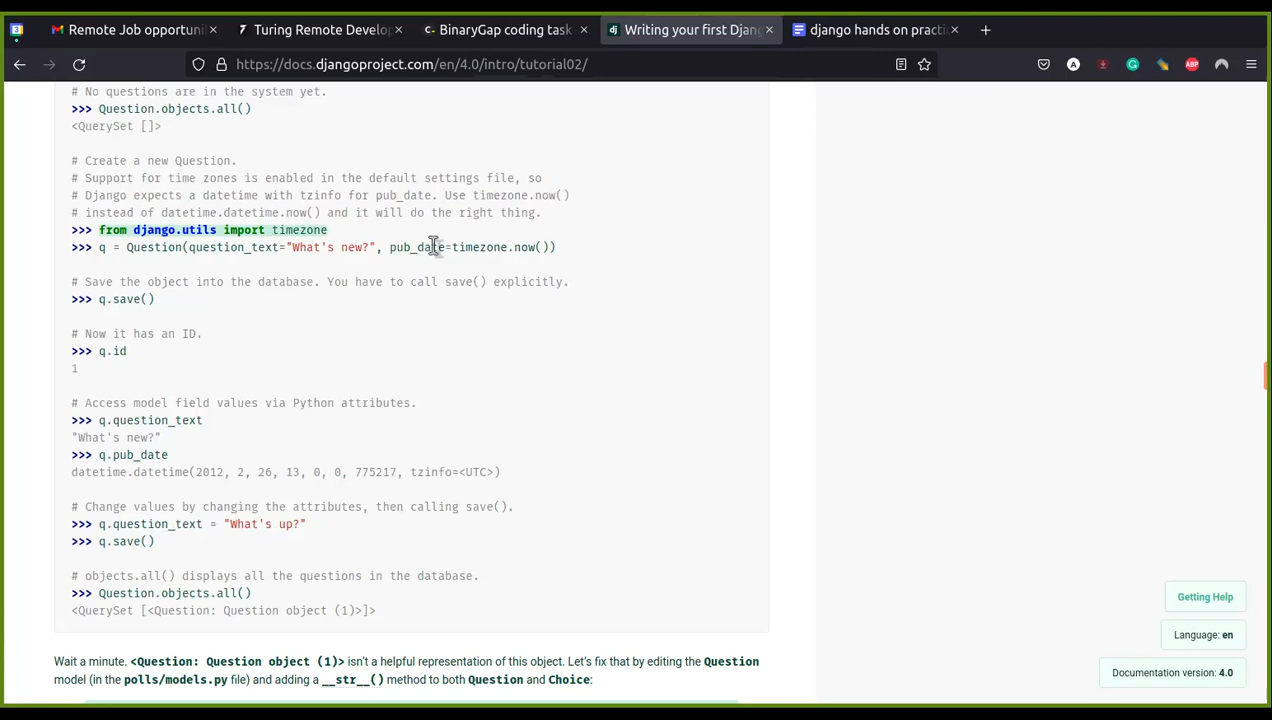 Remote Job opportuni
Turing Remote Develo
BinaryGap coding task
Writing your first Djang
django hands on practi
https://docs.djangoproject.com/en/4.0/intro/tutorial02/
# No questions are in the system yet.
>>> Question.objects.all()
<QuerySet []>
# Create a new Question.
# Support for time zones is enabled in the default settings file, so
# Django expects a datetime with tzinfo for pub_date. Use timezone.now()
# instead of datetime.datetime.now() and it will do the right thing.
>>> from django.utils import timezone
>>> q = Question(question_text="What's new?", pub_date=timezone.now())
# Save the object into the database. You have to call save() explicitly.
>>> q.save()
# Now it has an ID.
>>> q.id
1
# Access model field values via Python attributes.
>>> q.question_text
"What's new?"
>>> q.pub_date
datetime.datetime(2012, 2, 26, 13, 0, 0, 775217, tzinfo=<UTC>)
# Change values by changing the attributes, then calling save().
>>> q.question_text = "What's up?"
>>> q.save()
# objects.all() displays all the questions in the database.
>>> Question.objects.all()
<QuerySet [<Question: Question object (1)>]>
Wait a minute. <Question: Question object (1)> isn't a helpful representation of this object. Let's fix that by editing the Question
model (in the polls/models.py file) and adding a __str__() method to both Question and Choice:
Getting Help
Language: en
Documentation version: 4.0